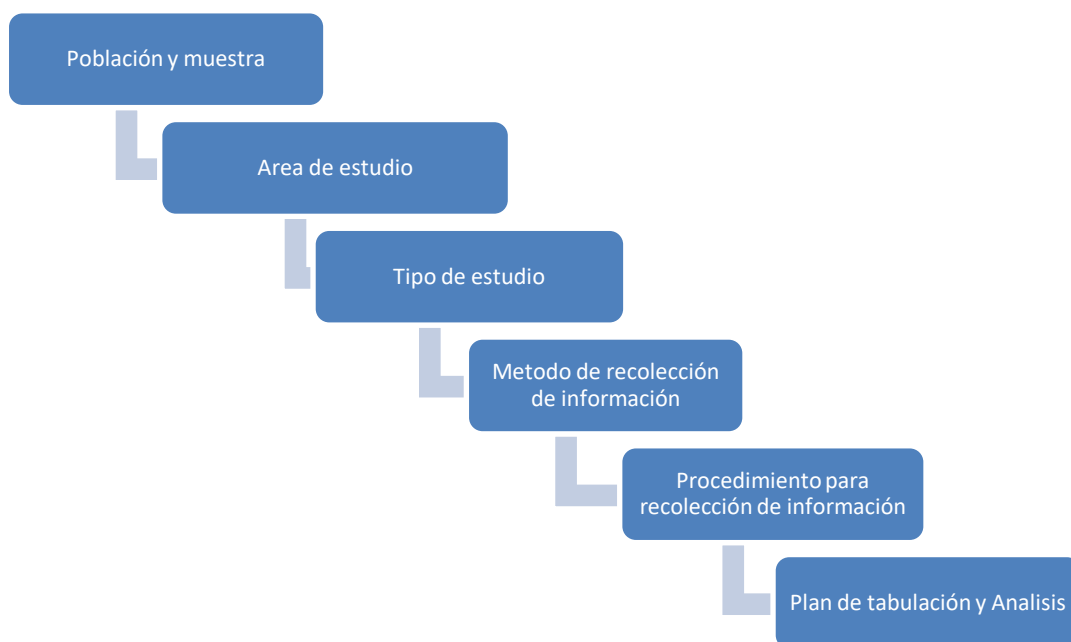 Población y muestra
Area de estudio
Tipo de estudio
Metodo de recolección
de información
Procedimiento para
recolección de información
Plan de tabulación y Analisis